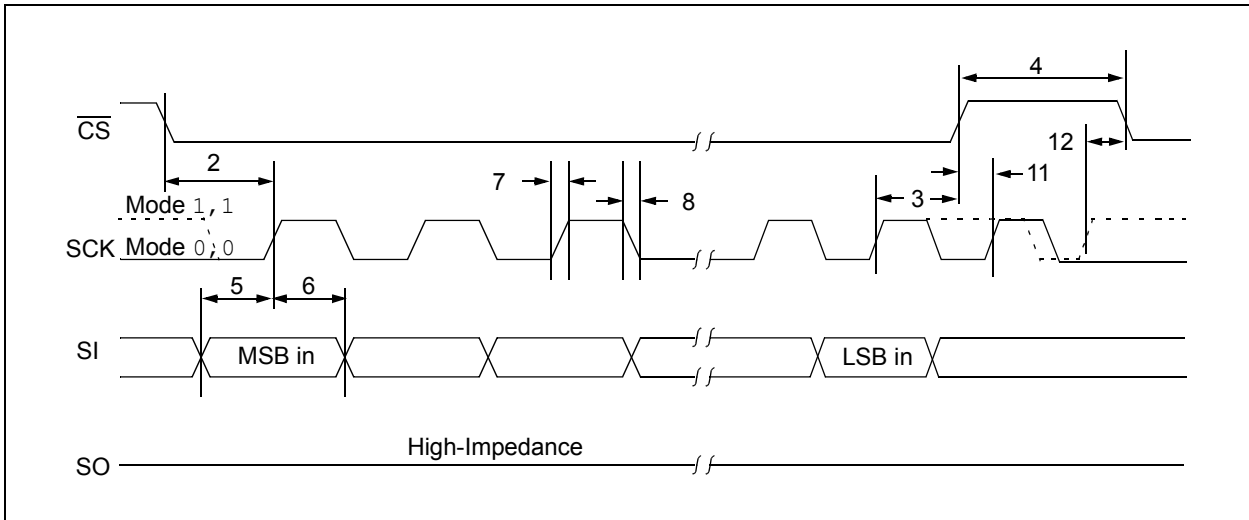 4
CS
12
2
7
8
3
11
Mode 1,1
SCK Mode 0,0
5
6
SI
MSB in
LSB in
High-Impedance
SO